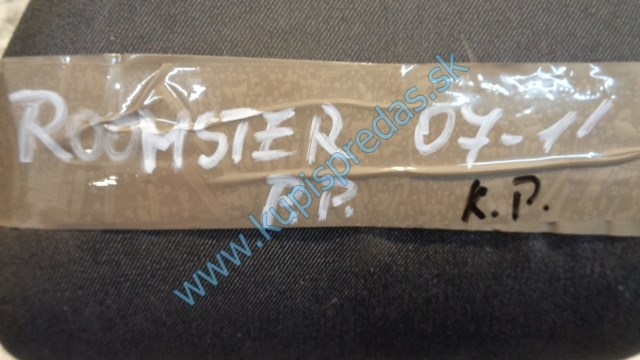 ROOMSTER 07-11
P.P. K.P.
www.kupispredas.sk